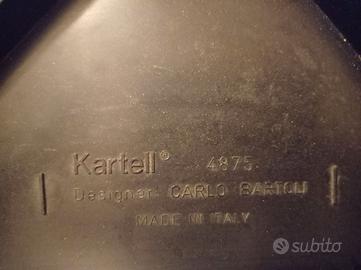 Kartell® 4875
Designer: CARLO BARTOLI
MADE IN ITALY
subito